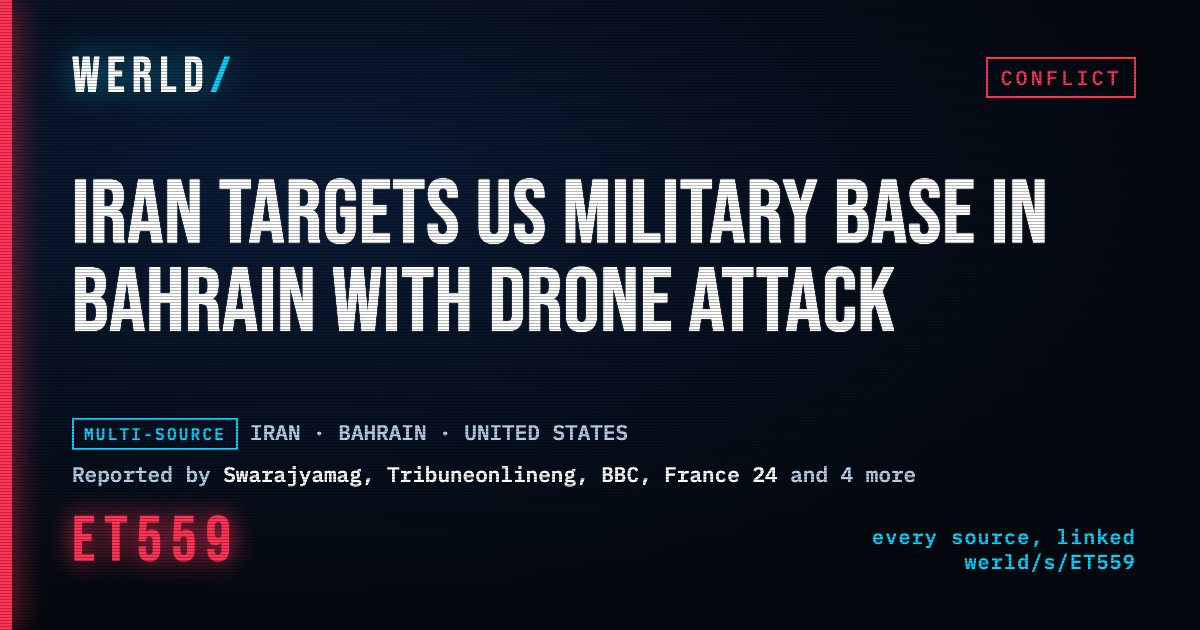 WERLD/
CONFLICT
IRAN TARGETS US MILITARY BASE IN
BAHRAIN WITH DRONE ATTACK
MULTI-SOURCE IRAN · BAHRAIN · UNITED STATES
Reported by Swarajyamag, Tribuneonlineng, BBC, France 24 and 4 more
ET559
every source, linked
werld/s/ET559